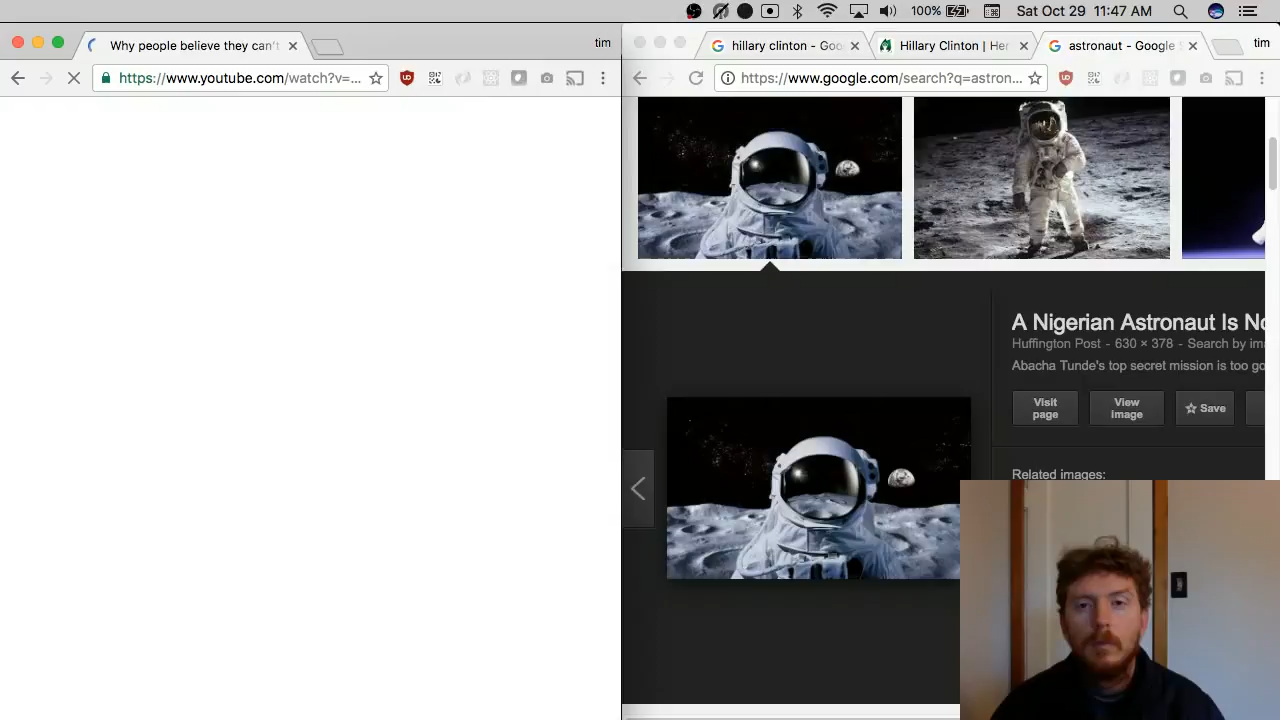 100%
Sat Oct 29 11:47 AM
Why people believe they can't
tim
https://www.youtube.com/watch?v=...
hillary clinton - Goo
Hillary Clinton | Her
astronaut - Google S
tim
https://www.google.com/search?q=astron...
A Nigerian Astronaut Is No
Huffington Post - 630 × 378 - Search by ima
Abacha Tunde's top secret mission is too go
Visit page
View image
Save
Related images: